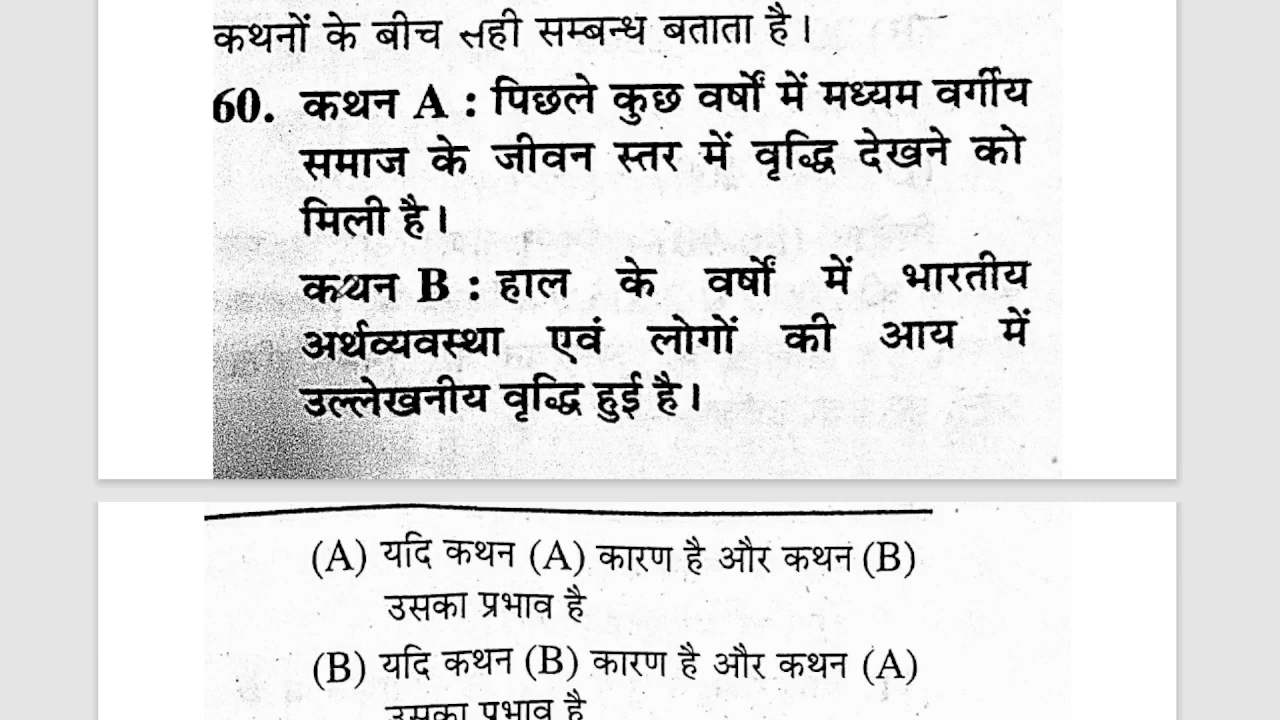 कथनों के बीच सही सम्बन्ध बताता है।
60. कथन A : पिछले कुछ वर्षों में मध्यम वर्गीय
समाज के जीवन स्तर में वृद्धि देखने को
मिली है।
कथन B : हाल के वर्षों में भारतीय
अर्थव्यवस्था एवं लोगों की आय में
उल्लेखनीय वृद्धि हुई है।
(A) यदि कथन (A) कारण है और कथन (B)
उसका प्रभाव है
(B) यदि कथन (B) कारण है और कथन (A)
उसका प्रभाव है